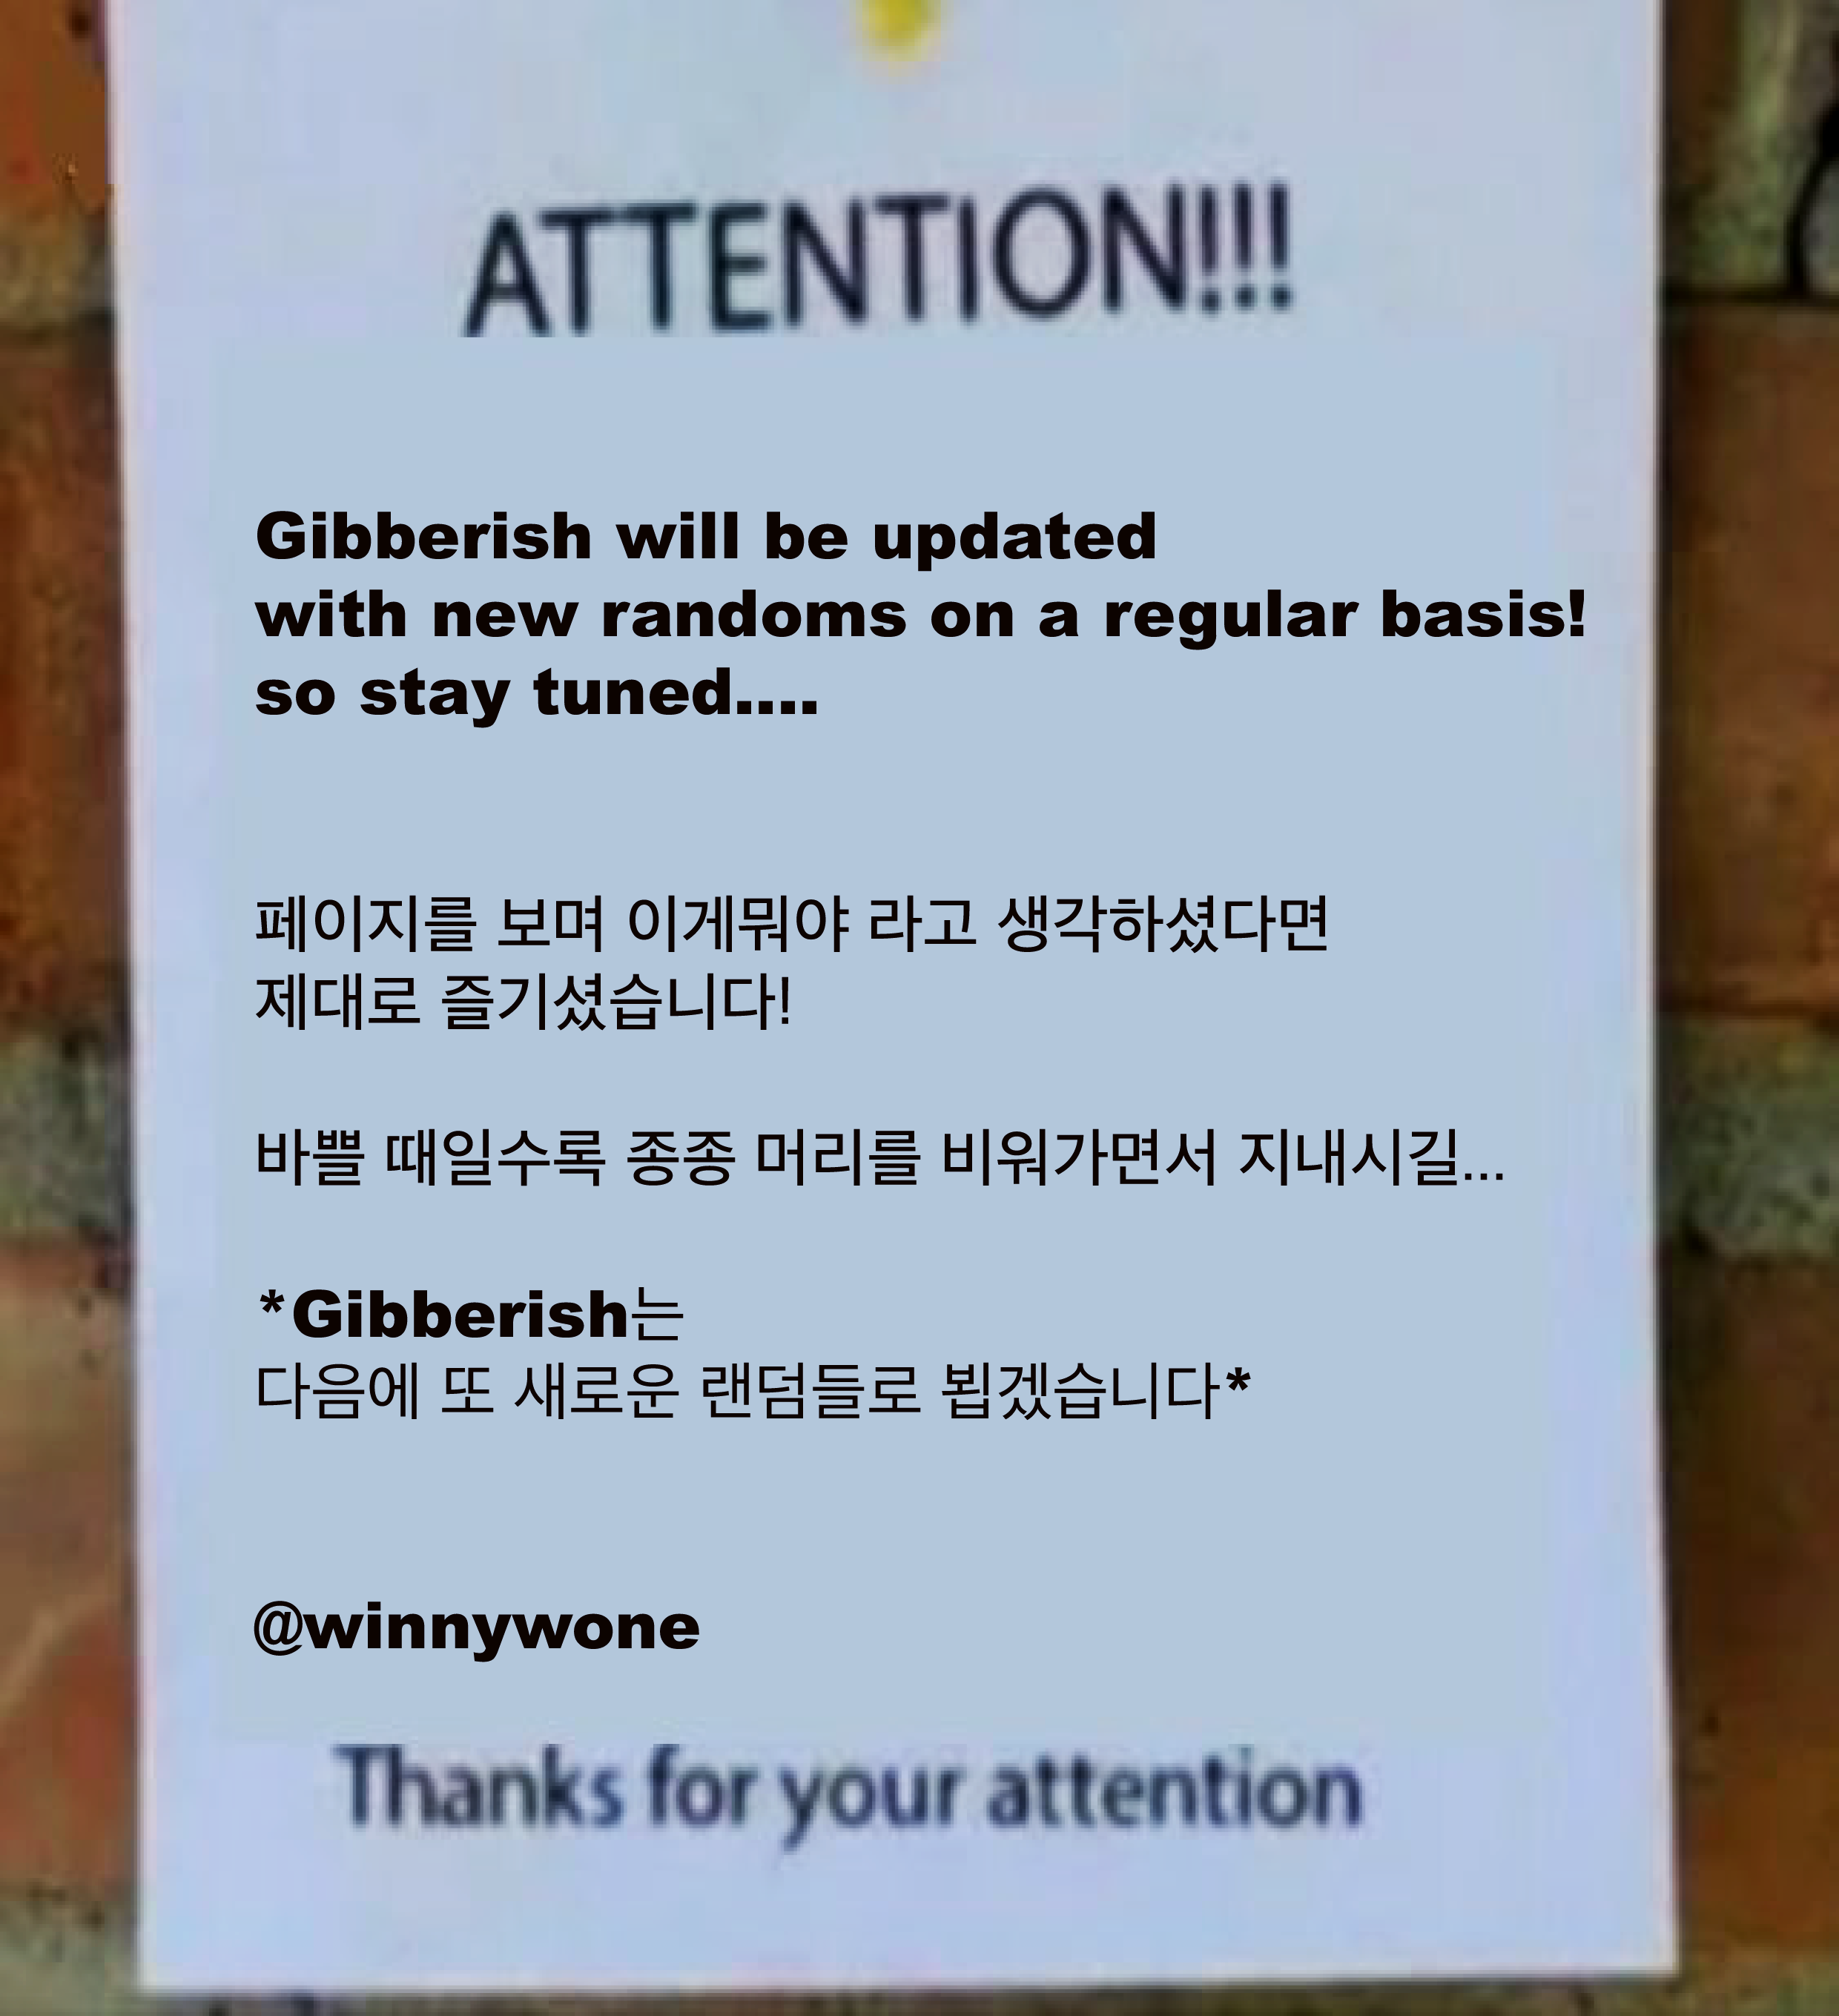 ATTENTION!!!
Gibberish will be updated
with new randoms on a regular basis!
so stay tuned....
페이지를 보며 이게뭐야 라고 생각하셨다면
제대로 즐기셨습니다!
바쁠 때일수록 종종 머리를 비워가면서 지내시길...
*Gibberish는
다음에 또 새로운 랜덤들로 뵙겠습니다*
@winnywone
Thanks for your attention